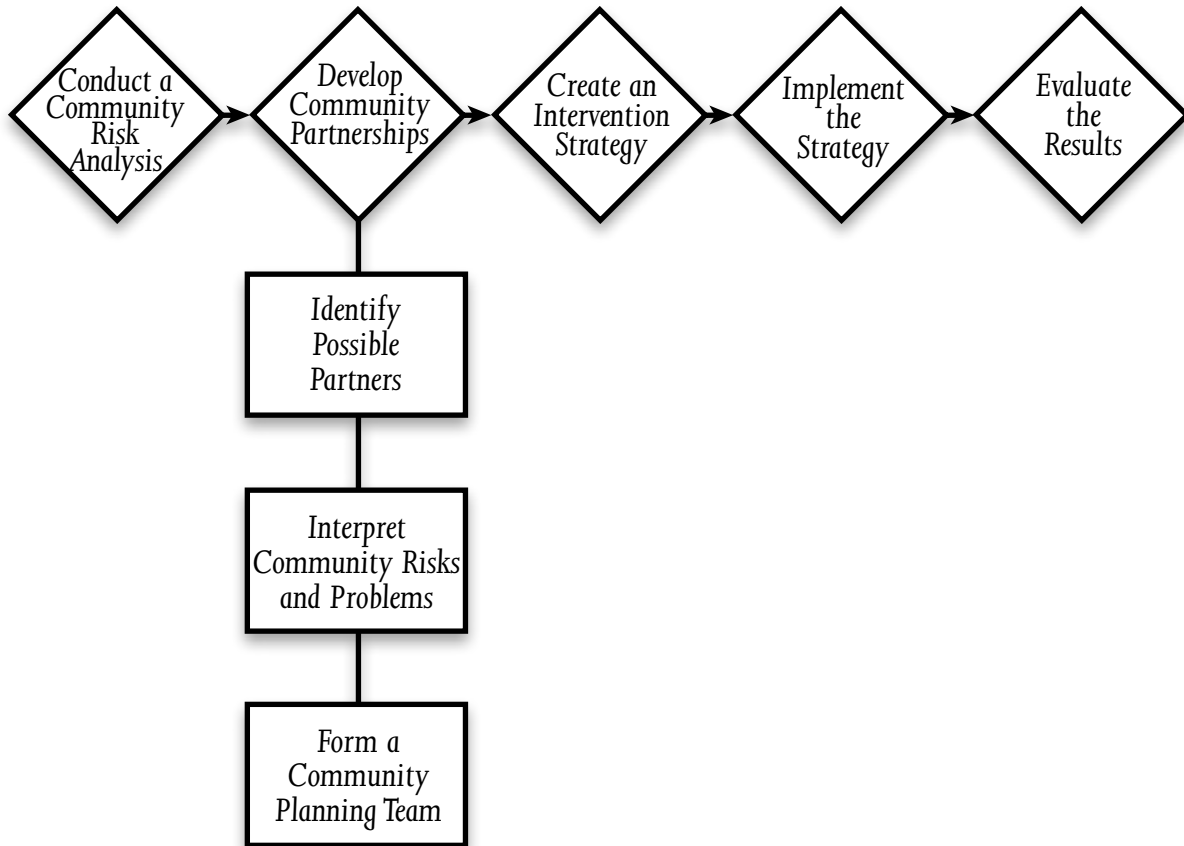 Conduct a
Community
Risk
Analysis
Develop
Community
Partnerships
Create an
Intervention
Strategy
Implement
the
Strategy
Evaluate
the
Results
Identify
Possible
Partners
Interpret
Community Risks
and Problems
Form a
Community
Planning Team